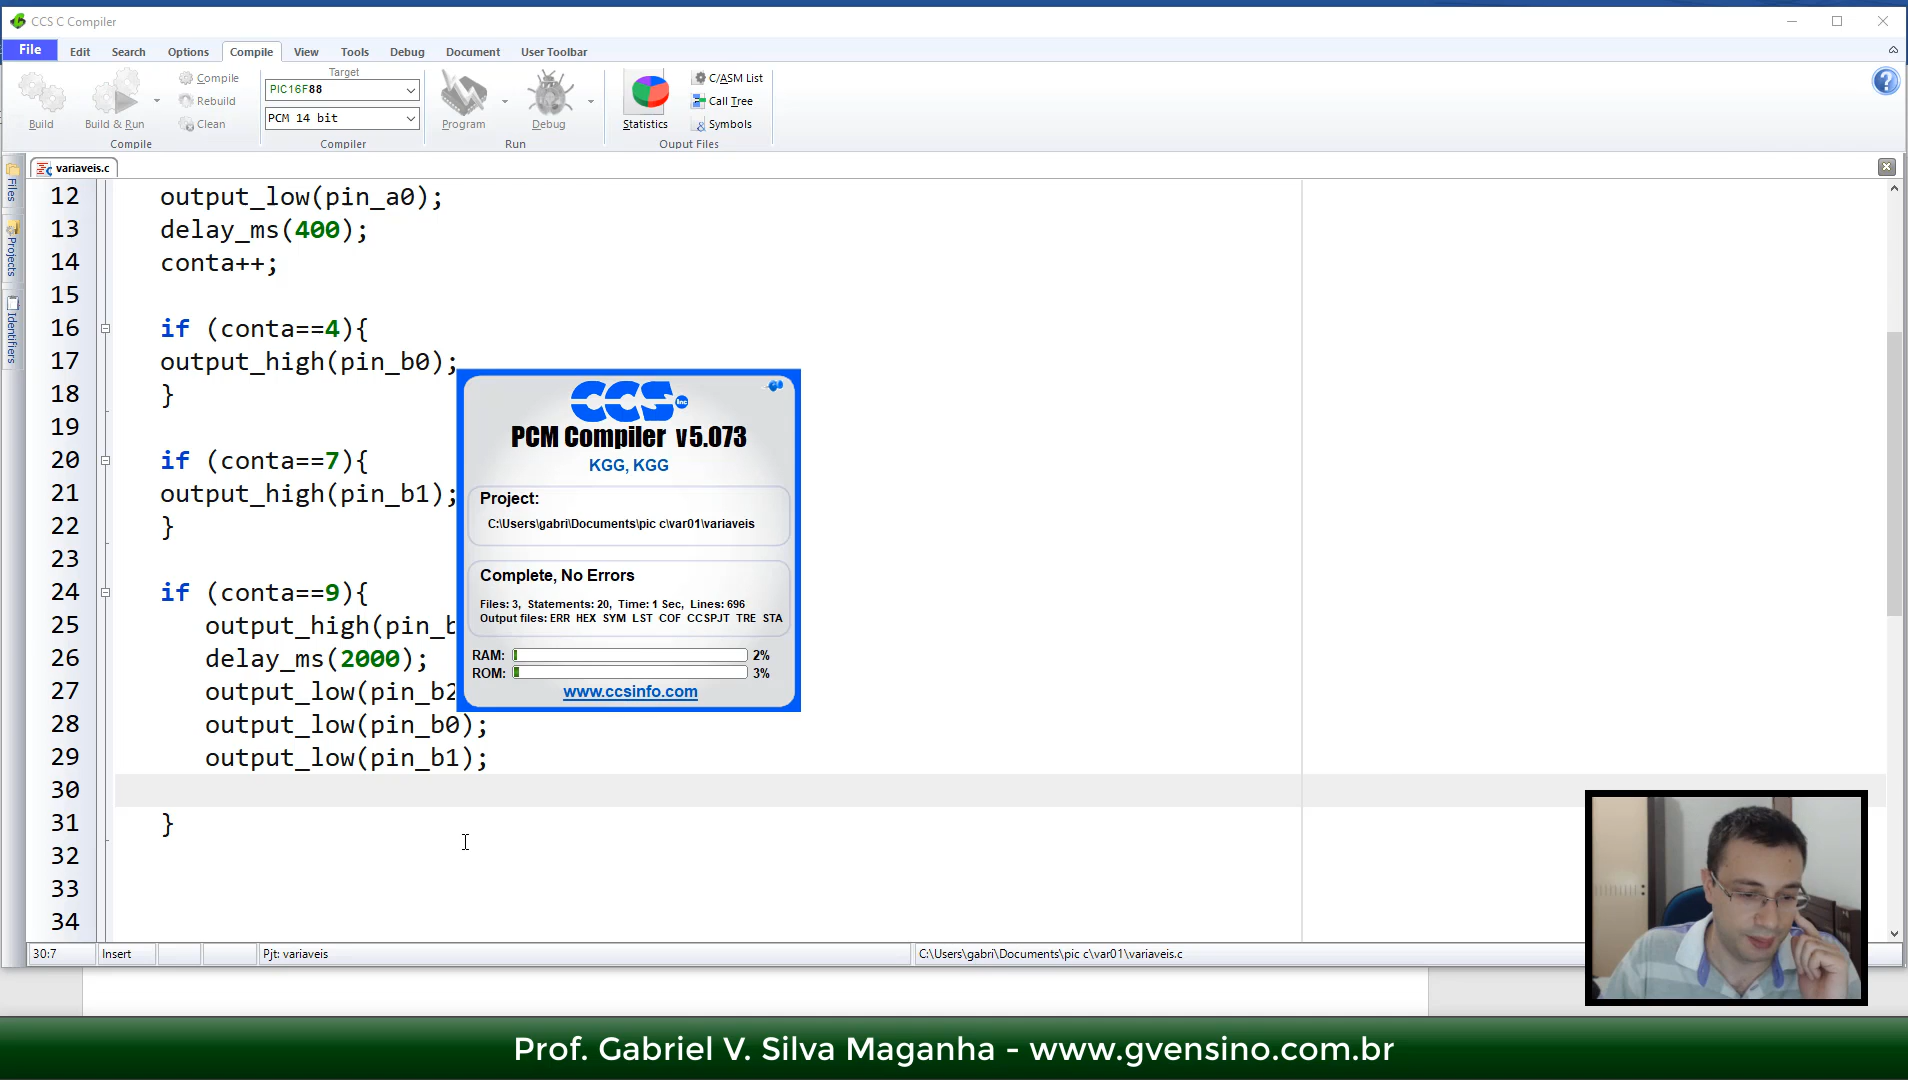 CCS C Compiler
File Edit Search Options Compile View Tools Debug Document User Toolbar
Build
Build & Run
Compile
Rebuild
Clean
Compile
Target
PIC16F88
PCM 14 bit
Compiler
Program
Debug
Run
Statistics
C/ASM List
Call Tree
Symbols
Ouput Files
Files
Projects
Identifiers
variaveis.c
12 output_low(pin_a0);
13 delay_ms(400);
14 conta++;
15
16 if (conta==4){
17 output_high(pin_b0);
18 }
19
20 if (conta==7){
21 output_high(pin_b1);
22 }
23
24 if (conta==9){
25 output_high(pin_b
26 delay_ms(2000);
27 output_low(pin_b2
28 output_low(pin_b0);
29 output_low(pin_b1);
30
31 }
32
33
34
CCS Inc
PCM Compiler v5.073
KGG, KGG
Project:
C:\Users\gabri\Documents\pic c\var01\variaveis
Complete, No Errors
Files: 3, Statements: 20, Time: 1 Sec, Lines: 696
Output files: ERR HEX SYM LST COF CCSPJT TRE STA
RAM: 2%
ROM: 3%
www.ccsinfo.com
30:7 Insert Pjt: variaveis C:\Users\gabri\Documents\pic c\var01\variaveis.c
Prof. Gabriel V. Silva Maganha - www.gvensino.com.br